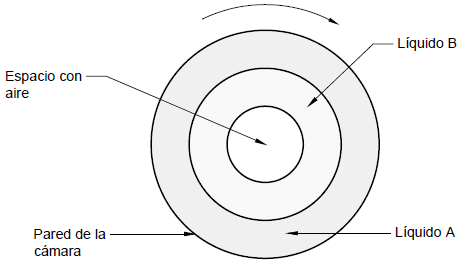 Líquido B
Espacio con
aire
Pared de la
cámara
Líquido A